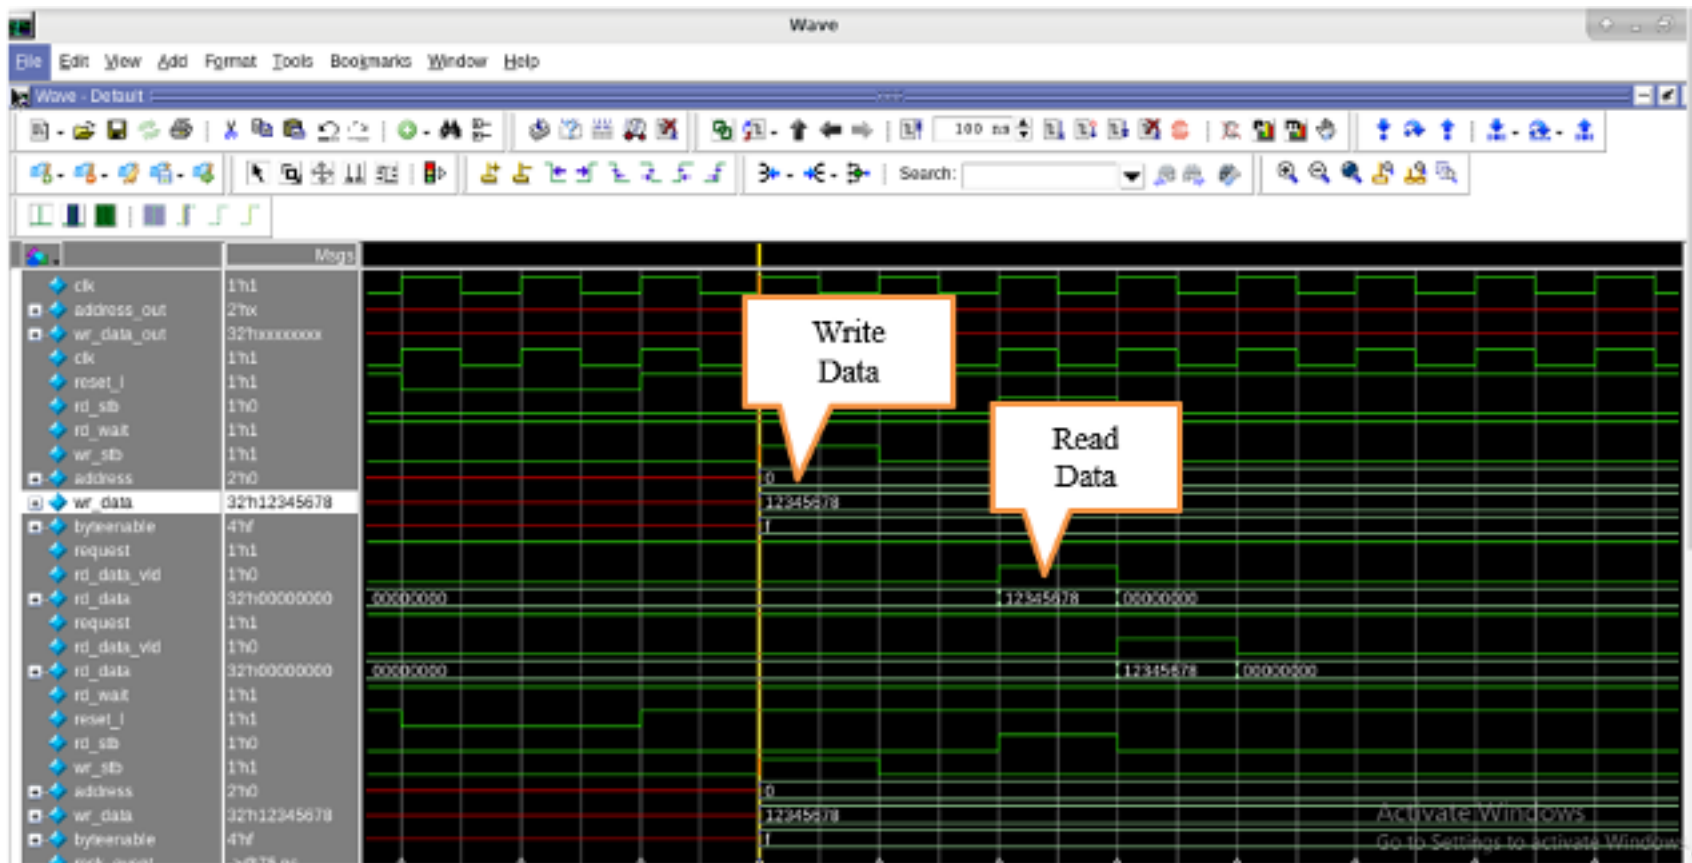 Wave
File Edit View Add Format Tools Bookmarks Window Help
Wave - Default
100 ns
Search:
Msgs
clk 1'h1
address_out 2'hx
wr_data_out 32'hxxxxxxxx
clk 1'h1
reset_l 1'h1
rd_stb 1'h0
rd_wait 1'h1
wr_stb 1'h1
address 2'h0 0
wr_data 32'h12345678 12345678
byteenable 4'hf f
request 1'h1
rd_data_vld 1'h0
rd_data 32'h00000000 00000000 12345678 00000000
request 1'h1
rd_data_vld 1'h0
rd_data 32'h00000000 00000000 12345678 00000000
rd_wait 1'h1
reset_l 1'h1
rd_stb 1'h0
wr_stb 1'h1
address 2'h0 0
wr_data 32'h12345678 12345678
byteenable 4'hf f
Write
Data
Read
Data
Activate Windows
Go to Settings to activate Windows